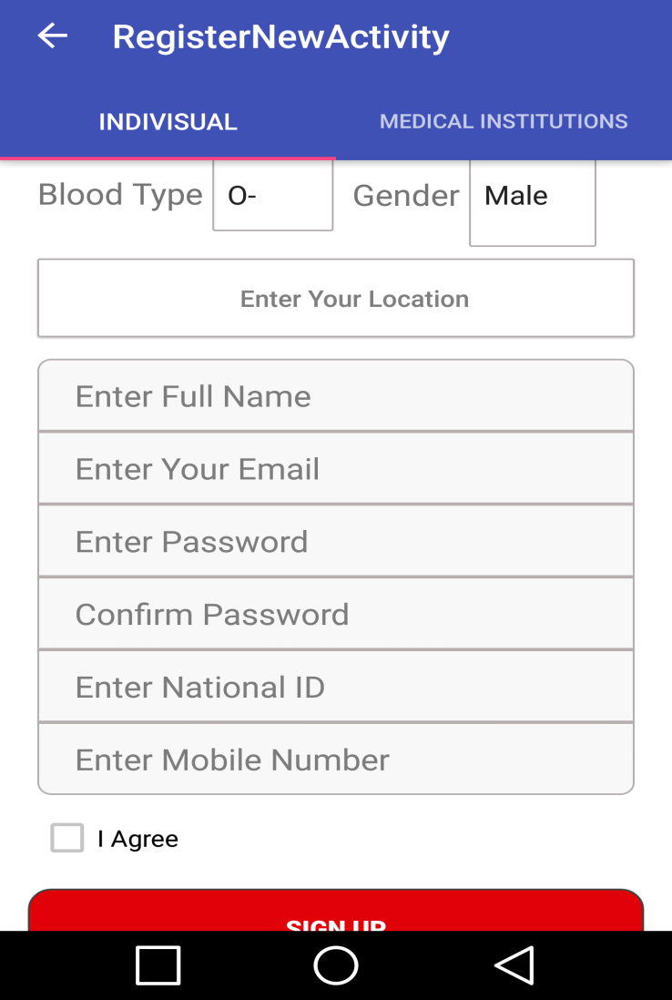 RegisterNewActivity
INDIVISUAL MEDICAL INSTITUTIONS
Blood Type O- Gender Male
Enter Your Location
Enter Full Name
Enter Your Email
Enter Password
Confirm Password
Enter National ID
Enter Mobile Number
I Agree
SIGN UP